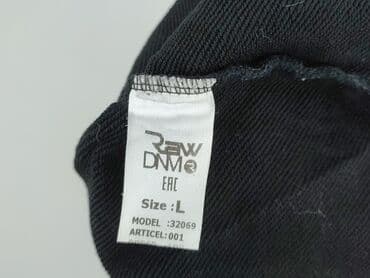 Raw
DNM R
EAC
Size : L
MODEL :32069
ARTICEL:001